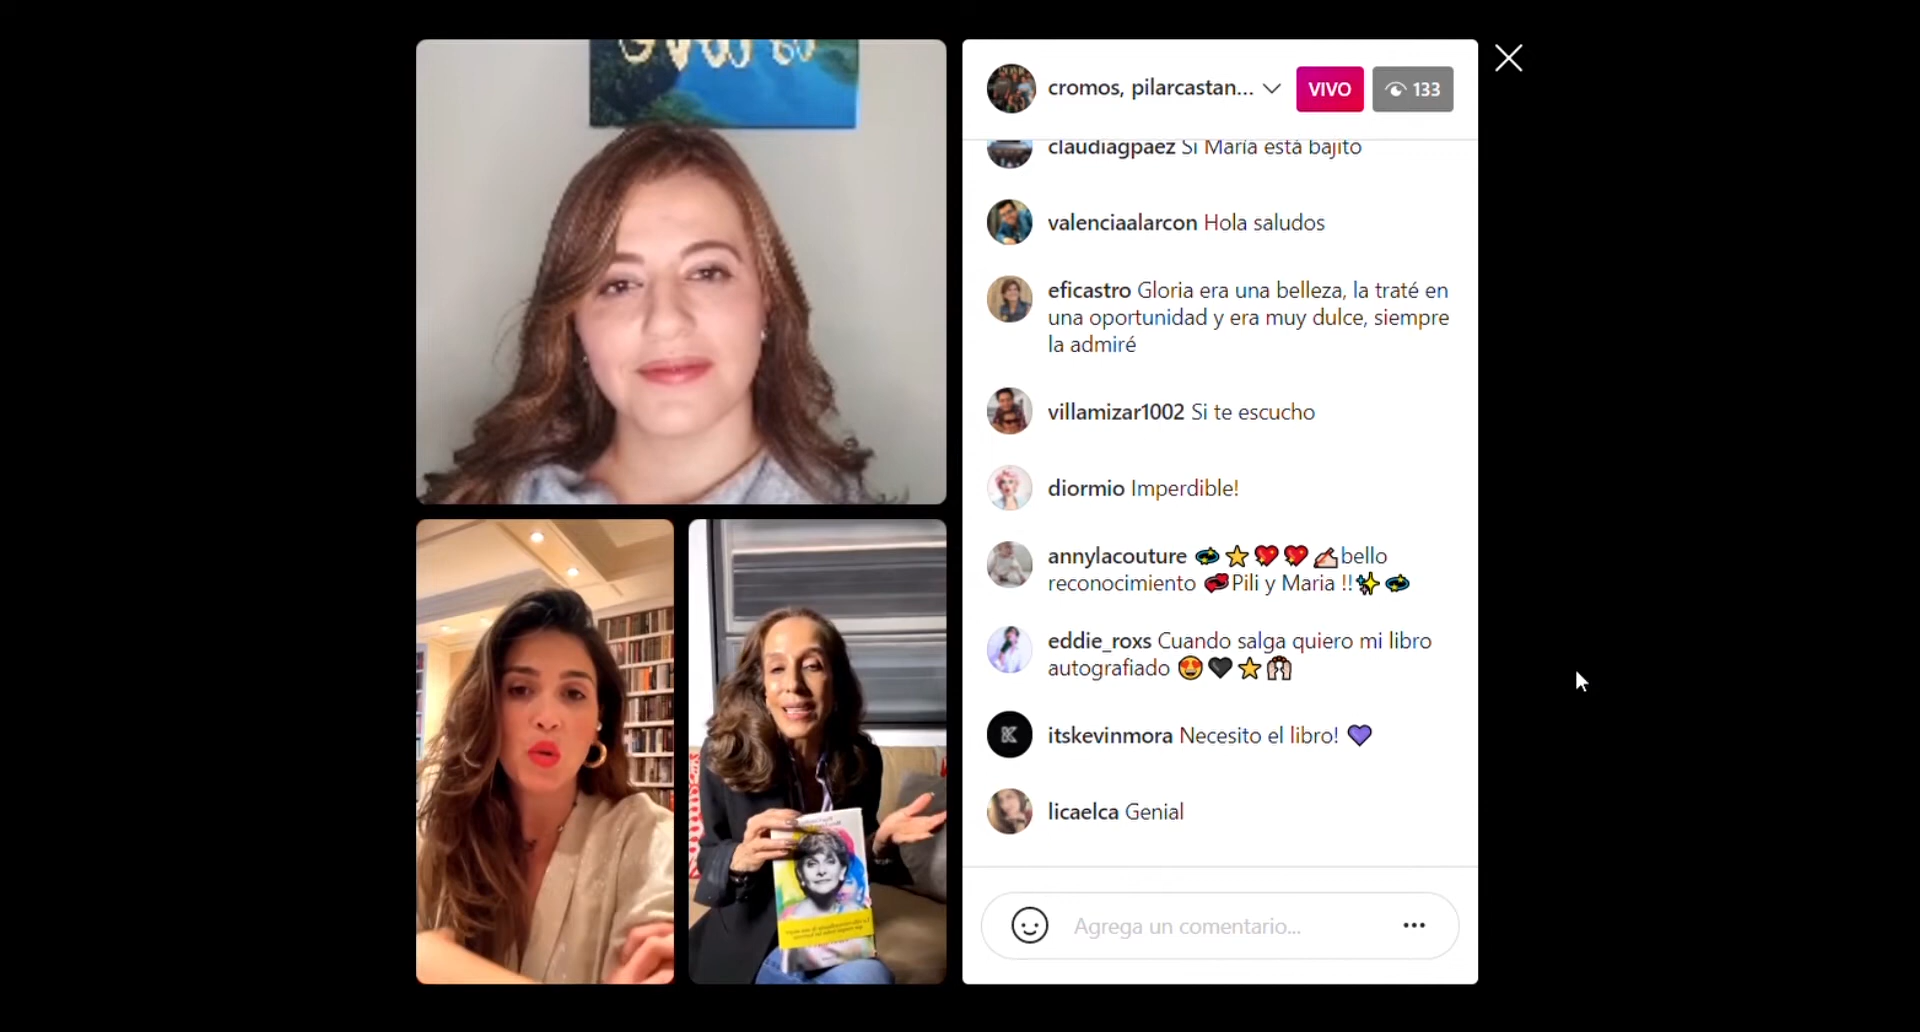 cromos, pilarcastan...
VIVO
133
claudiagpaez Si María está bajito
valenciaalarcon Hola saludos
eficastro Gloria era una belleza, la traté en
una oportunidad y era muy dulce, siempre
la admiré
villamizar1002 Si te escucho
diormio Imperdible!
annylacouture 💫⭐💖💖✍🏻bello
reconocimiento 💞Pili y Maria !!✨💫
eddie_roxs Cuando salga quiero mi libro
autografiado 😍🖤⭐🙌🏻
itskevinmora Necesito el libro! 💜
licaelca Genial
Agrega un comentario...